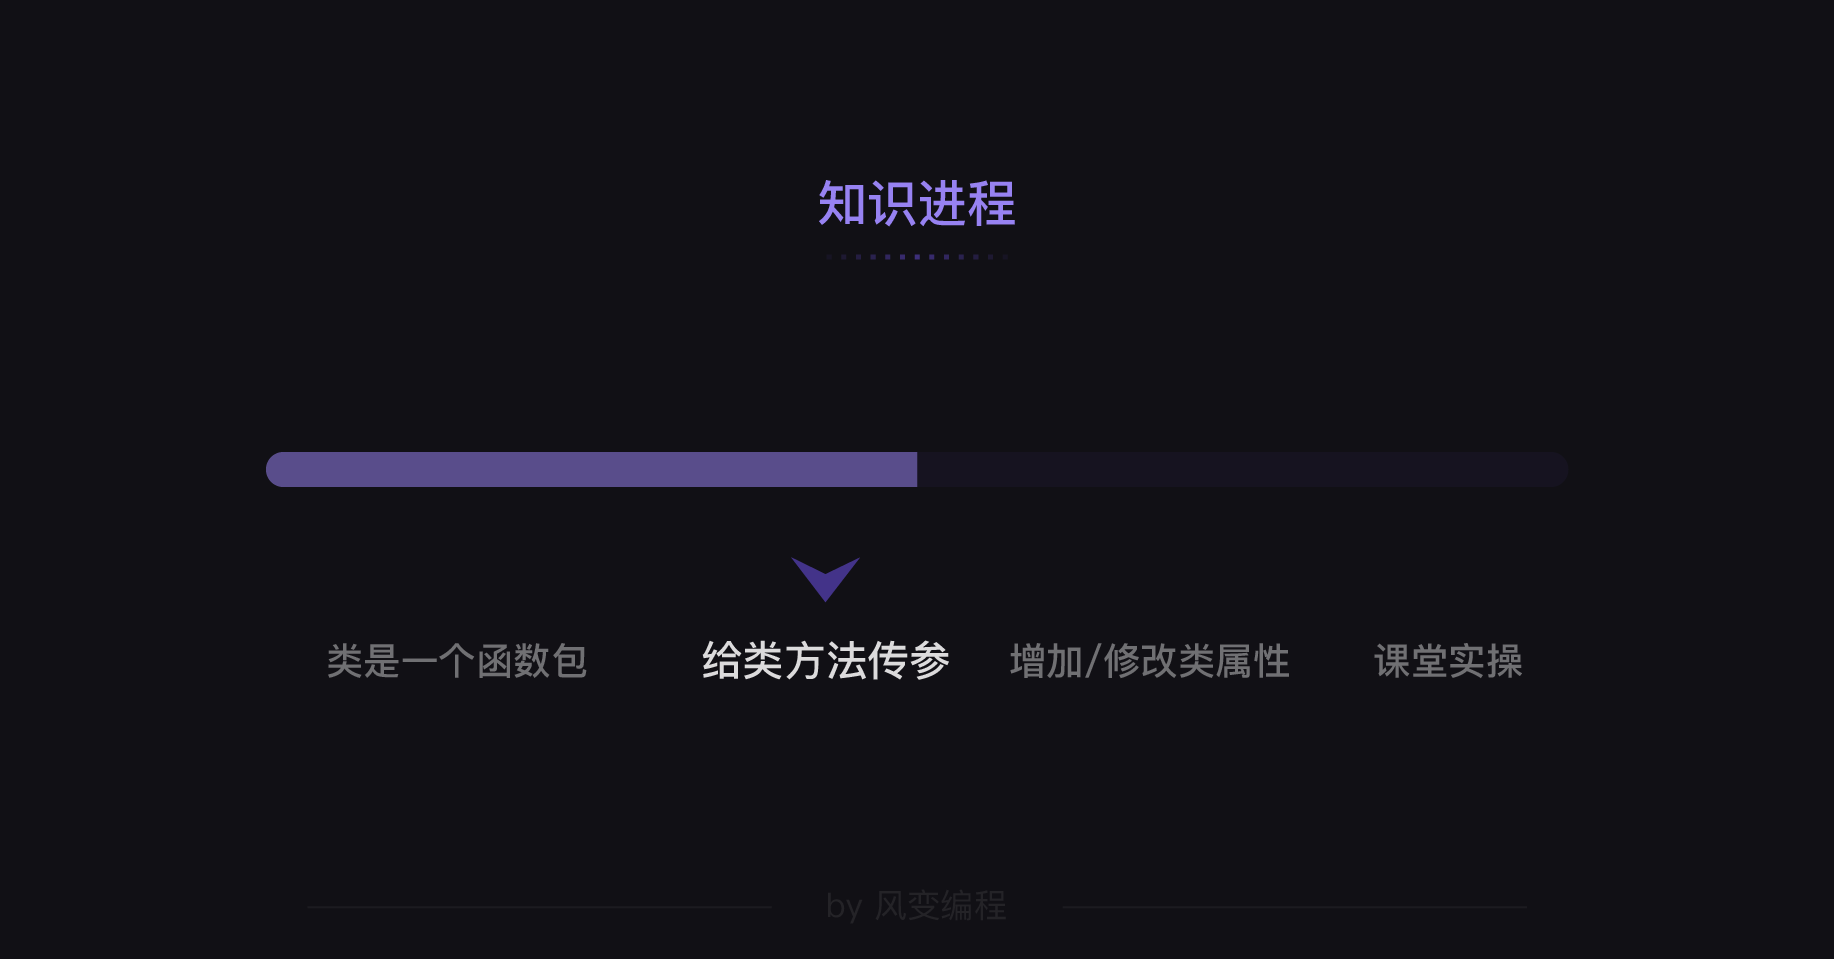 知识进程
类是一个函数包
给类方法传参
增加/修改类属性
课堂实操
by 风变编程